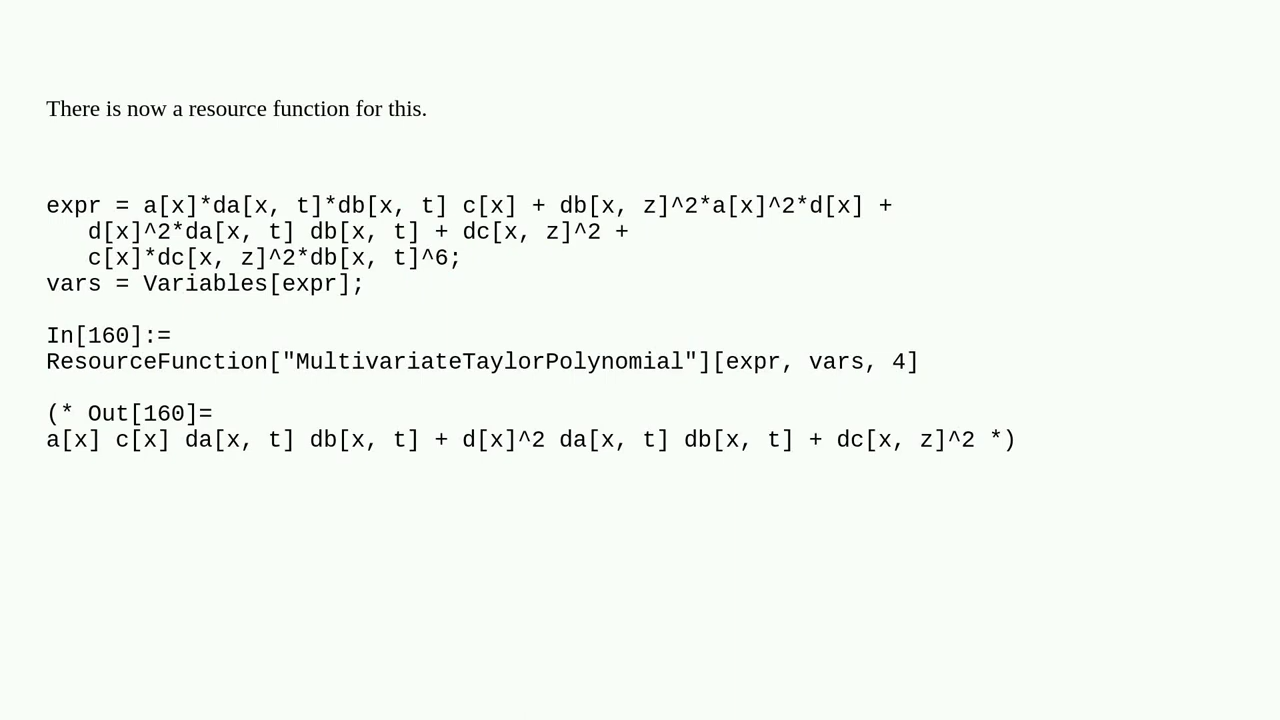 There is now a resource function for this.
expr = a[x]*da[x, t]*db[x, t] c[x] + db[x, z]^2*a[x]^2*d[x] +
d[x]^2*da[x, t] db[x, t] + dc[x, z]^2 +
c[x]*dc[x, z]^2*db[x, t]^6;
vars = Variables[expr];
In[160]:=
ResourceFunction["MultivariateTaylorPolynomial"][expr, vars, 4]
(* Out[160]=
a[x] c[x] da[x, t] db[x, t] + d[x]^2 da[x, t] db[x, t] + dc[x, z]^2 *)